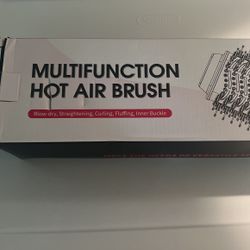 MULTIFUNCTION
HOT AIR BRUSH
Blow-dry, Straightening, Curling, Fluffing, Inner Buckle